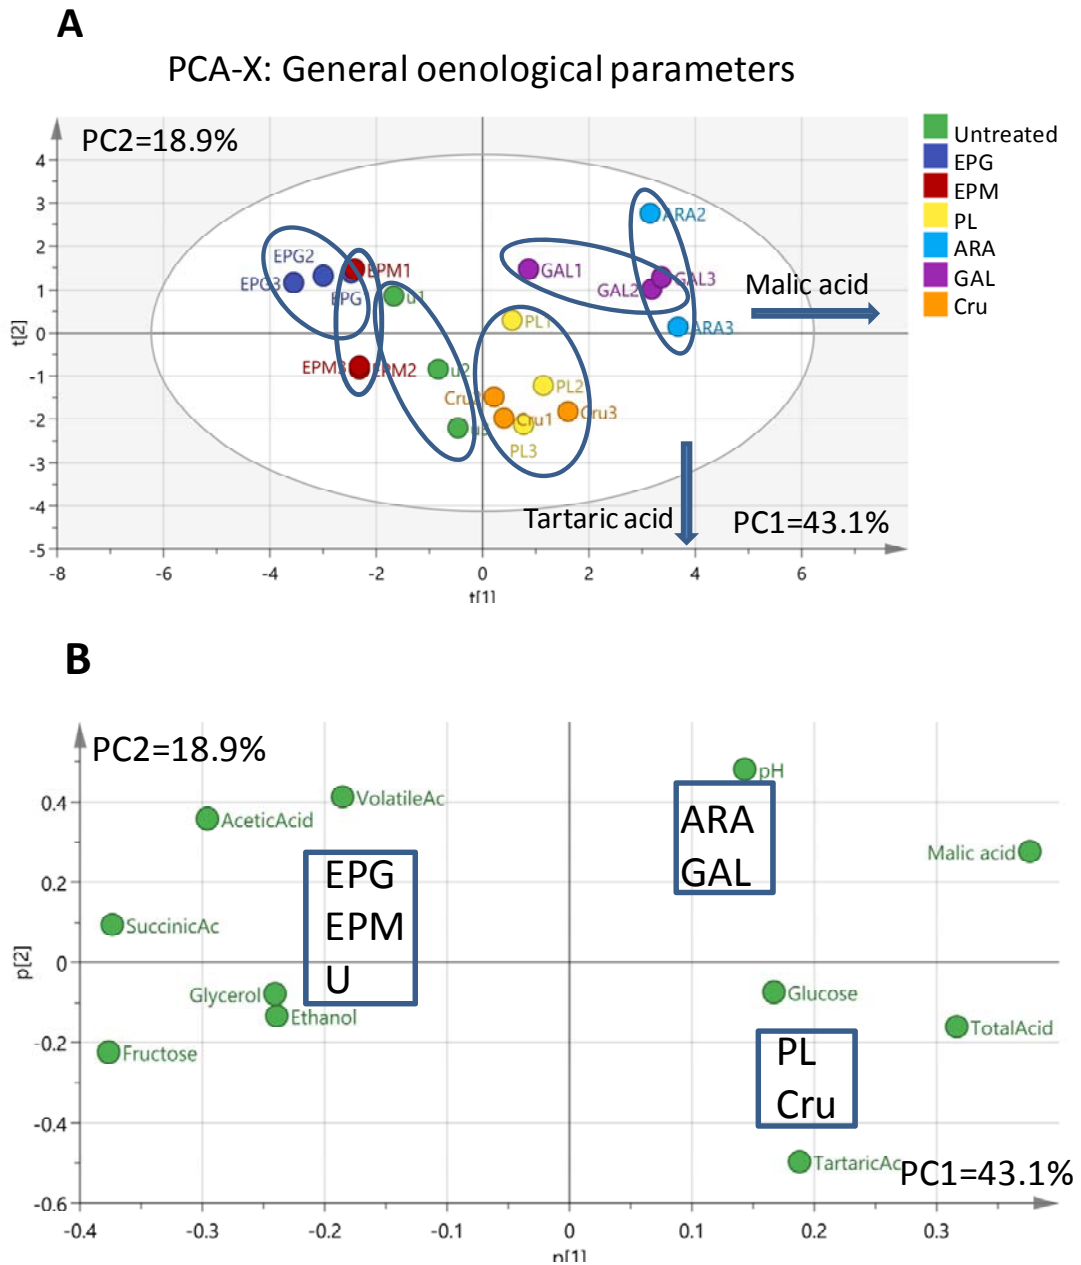 A
PCA-X: General oenological parameters
PC2=18.9%
Untreated
EPG
EPM
PL
ARA
GAL
Cru
4
3
2
1
0
-1
-2
-3
-4
-5
t[2]
ARA2
EPG2
EPG3
EPG
EPM1
u1
GAL1
GAL2
GAL3
Malic acid
PL1
ARA3
EPM3
EPM2
u2
PL2
Cru2
Cru1
Cru3
PL3
Tartaric acid
PC1=43.1%
-8
-6
-4
-2
0
2
4
6
t[1]
B
PC2=18.9%
0.4
0.2
0
-0.2
-0.4
-0.6
p[2]
pH
VolatileAc
AceticAcid
ARA
GAL
Malic acid
EPG
EPM
U
SuccinicAc
Glycerol
Ethanol
Glucose
Fructose
TotalAcid
PL
Cru
TartaricAc
PC1=43.1%
-0.4
-0.3
-0.2
-0.1
0
0.1
0.2
0.3
p[1]